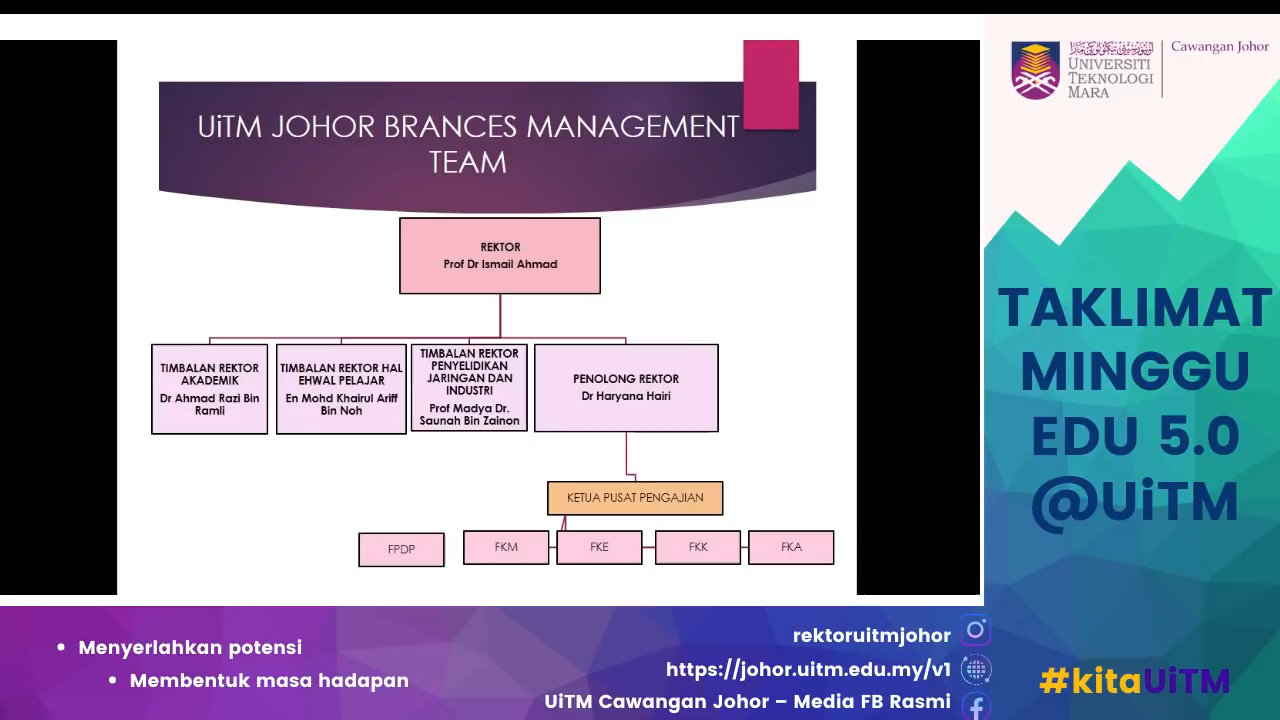 UiTM JOHOR BRANCES MANAGEMENT
TEAM
REKTOR
Prof Dr Ismail Ahmad
TIMBALAN REKTOR
AKADEMIK
Dr Ahmad Razi Bin
Ramli
TIMBALAN REKTOR HAL
EHWAL PELAJAR
En Mohd Khairul Ariff
Bin Noh
TIMBALAN REKTOR
PENYELIDIKAN
JARINGAN DAN
INDUSTRI
Prof Madya Dr.
Saunah Bin Zainon
PENOLONG REKTOR
Dr Haryana Hairi
KETUA PUSAT PENGAJIAN
FPDP
FKM
FKE
FKK
FKA
UNIVERSITI
TEKNOLOGI
MARA
Cawangan Johor
TAKLIMAT
MINGGU
EDU 5.0
@UiTM
• Menyerlahkan potensi
• Membentuk masa hadapan
rektoruitmjohor
https://johor.uitm.edu.my/v1
UiTM Cawangan Johor – Media FB Rasmi
#kitaUiTM